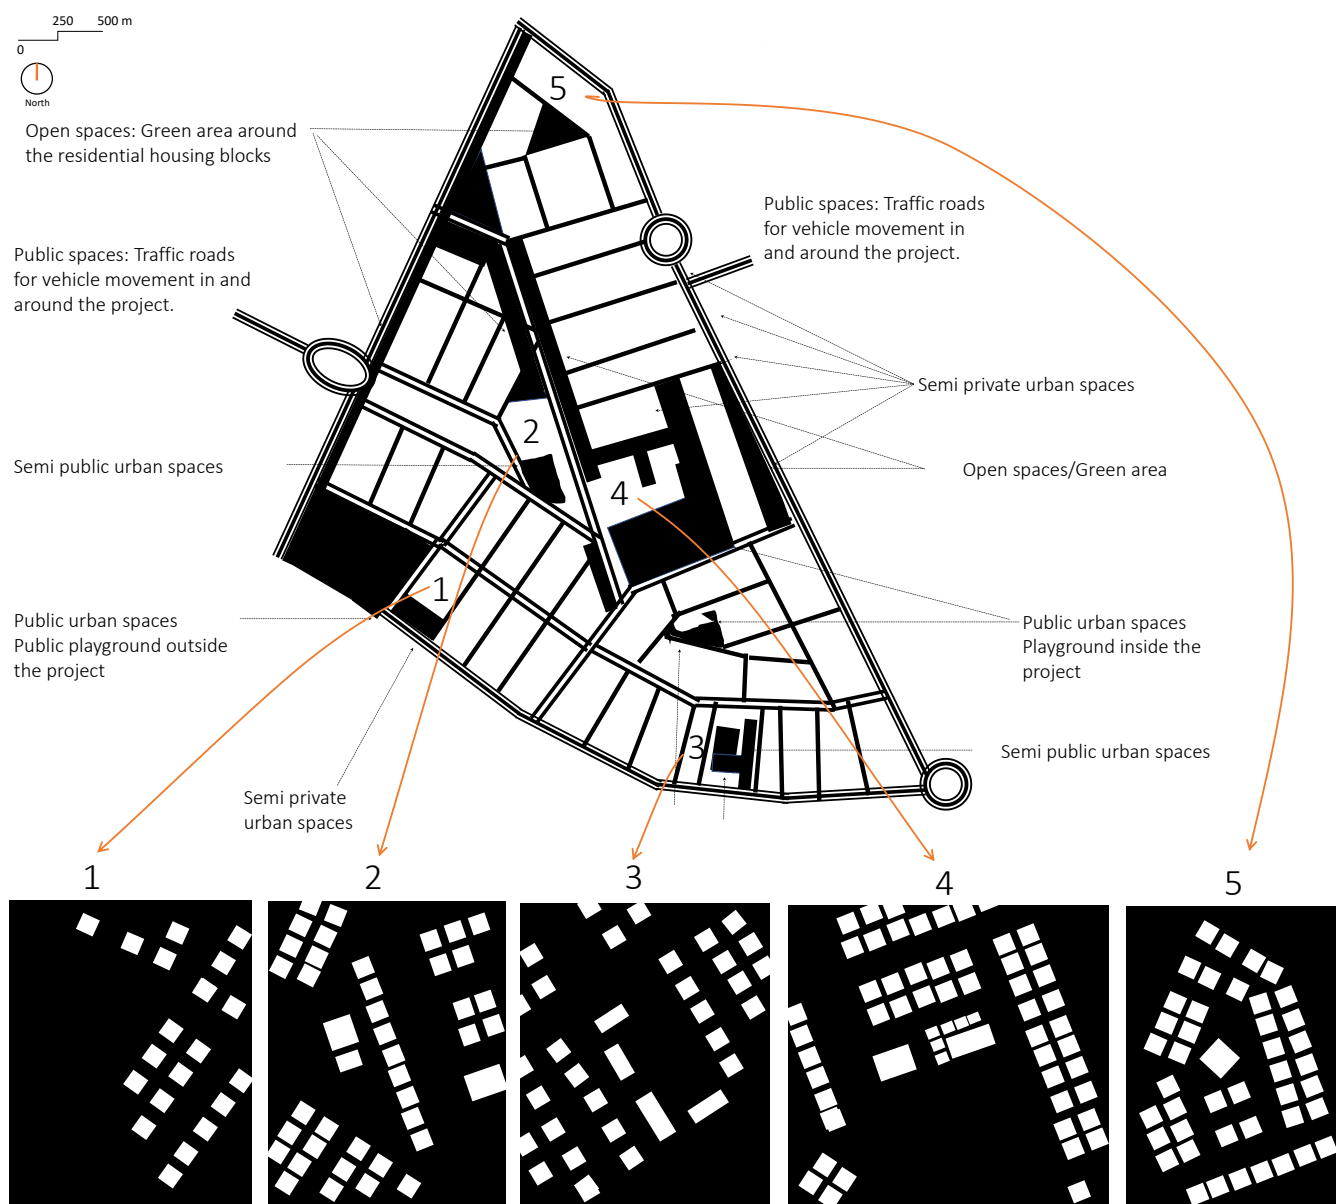 250 500 m
0
North
5
Open spaces: Green area around
the residential housing blocks
Public spaces: Traffic roads
for vehicle movement in
and around the project.
Public spaces: Traffic roads
for vehicle movement in and
around the project.
Semi private urban spaces
2
Semi public urban spaces
Open spaces/Green area
4
1
Public urban spaces
Public playground outside
the project
Public urban spaces
Playground inside the
project
3
Semi public urban spaces
Semi private
urban spaces
1
2
3
4
5